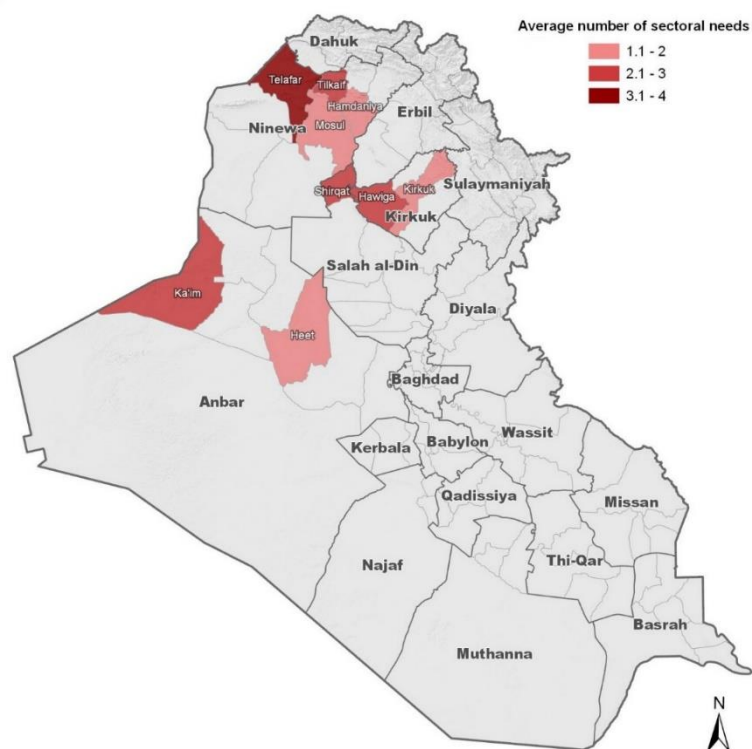 Average number of sectoral needs
1.1 - 2
2.1 - 3
3.1 - 4
Dahuk
Telafar
Tilkaif
Hamdaniya
Erbil
Mosul
Ninewa
Sulaymaniyah
Shirqat
Hawiga
Kirkuk
Kirkuk
Salah al-Din
Ka'im
Diyala
Heet
Baghdad
Anbar
Wassit
Kerbala
Babylon
Qadissiya
Missan
Najaf
Thi-Qar
Basrah
Muthanna
N